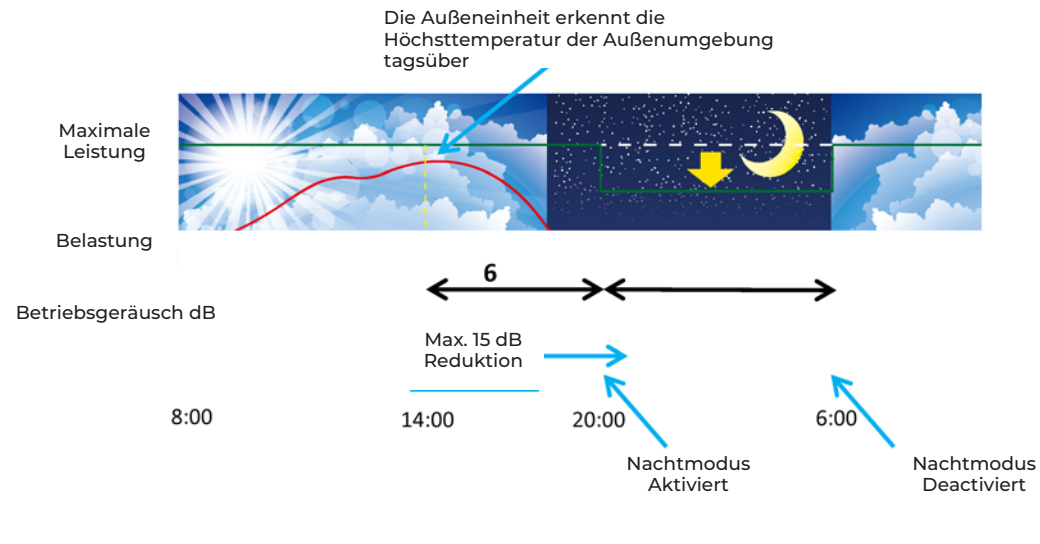 Die Außeneinheit erkennt die
Höchsttemperatur der Außenumgebung
tagsüber
Maximale
Leistung
Belastung
6
Betriebsgeräusch dB
Max. 15 dB
Reduktion
8:00
14:00
20:00
6:00
Nachtmodus
Aktiviert
Nachtmodus
Deactiviert